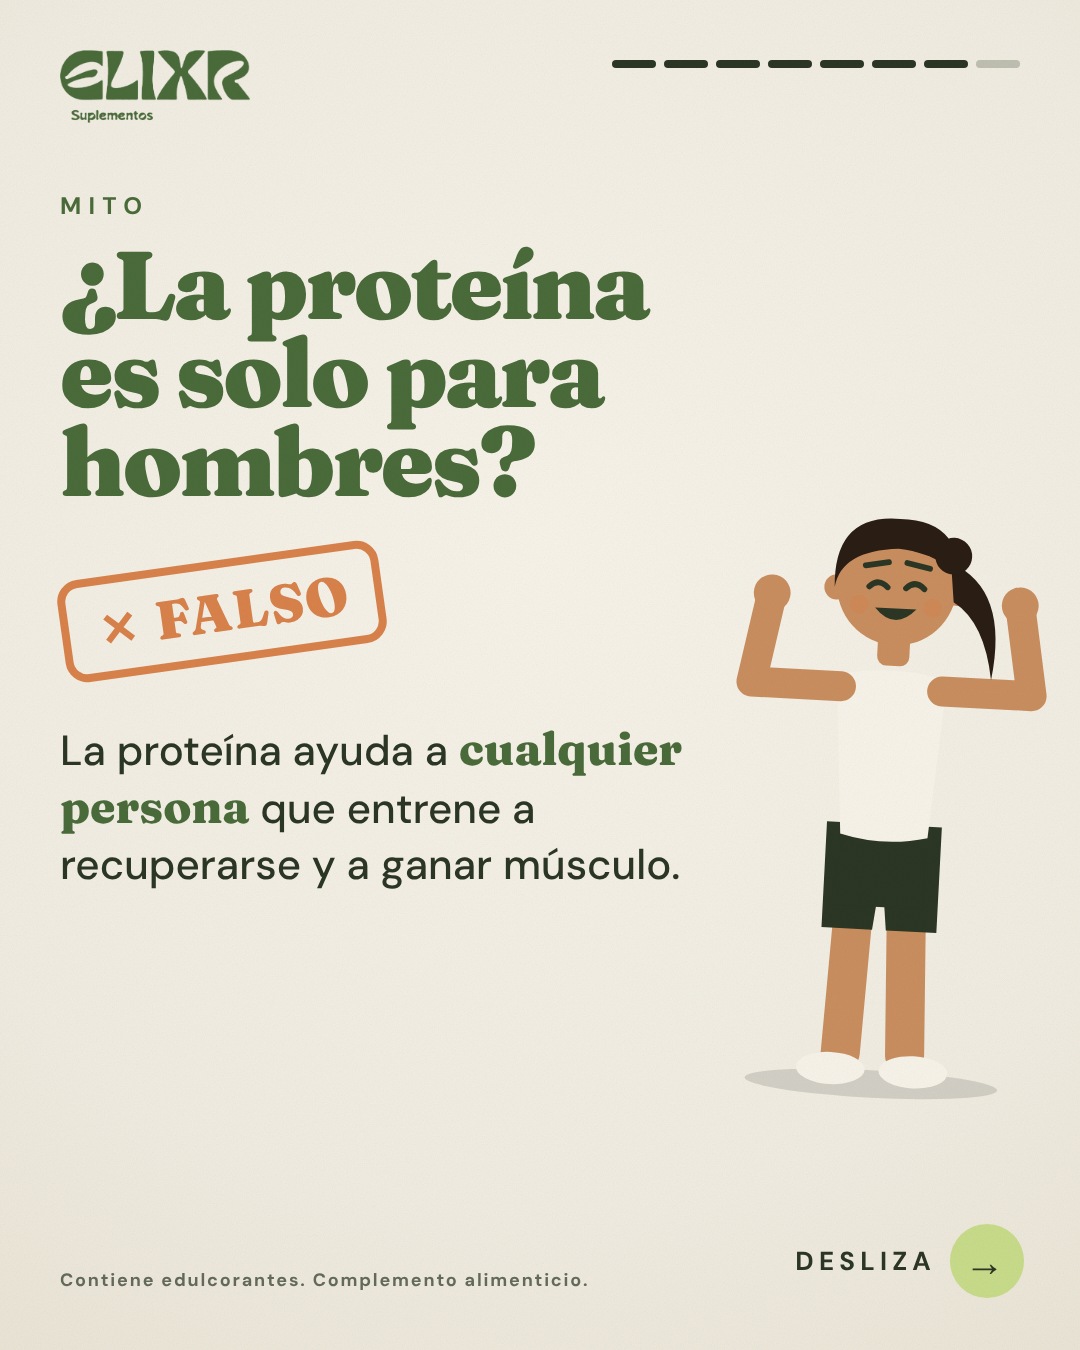 ELIXR
Suplementos
MITO
¿La proteína
es solo para
hombres?
× FALSO
La proteína ayuda a cualquier
persona que entrene a
recuperarse y a ganar músculo.
DESLIZA →
Contiene edulcorantes. Complemento alimenticio.